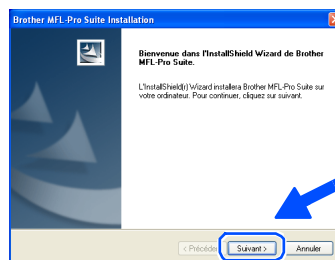 Brother MFL-Pro Suite Installation
Bienvenue dans l'InstallShield Wizard de Brother
MFL-Pro Suite.
L'InstallShield(r) Wizard installera Brother MFL-Pro Suite sur
votre ordinateur. Pour continuer, cliquez sur suivant.
< Précéden
Suivant >
Annuler